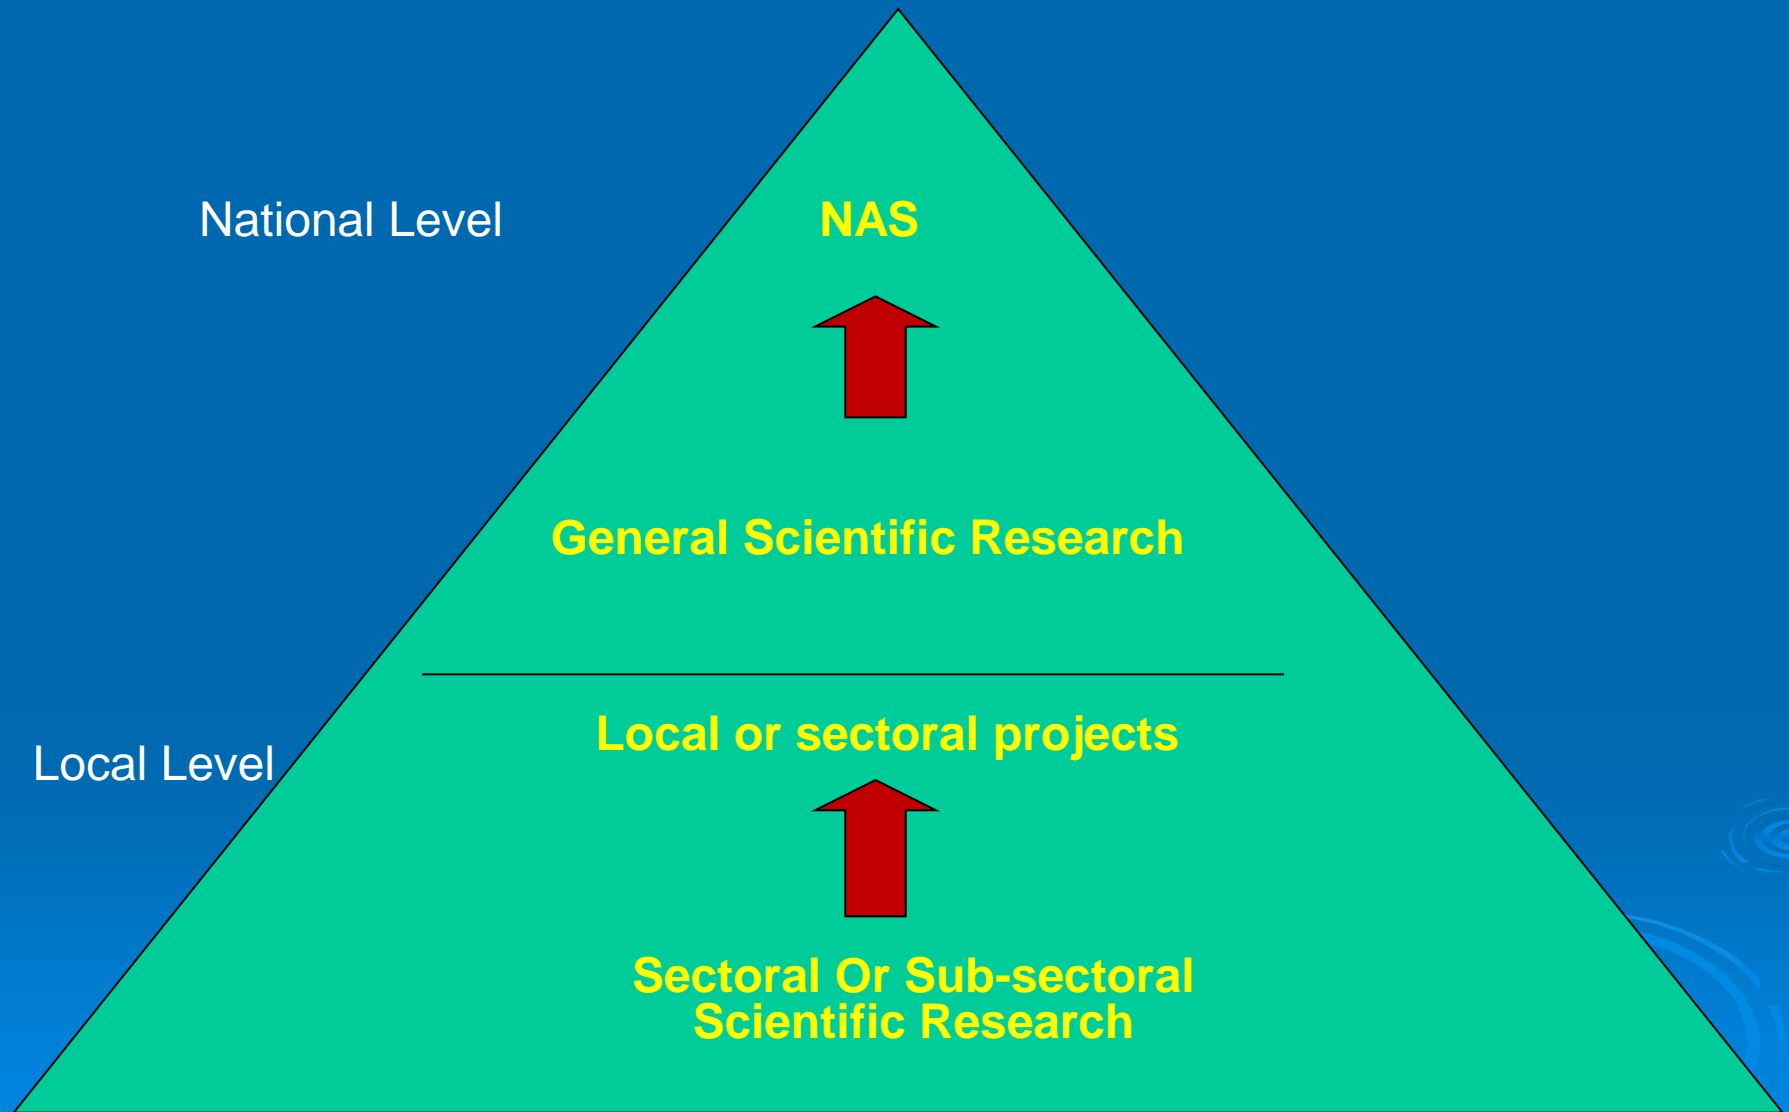 National Level
NAS
General Scientific Research
Local or sectoral projects
Local Level
Sectoral Or Sub-sectoral
Scientific Research